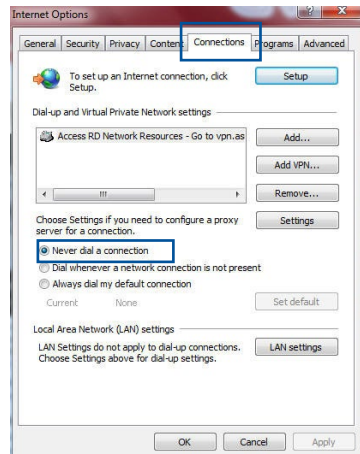 Internet Options
General Security Privacy Content Connections Programs Advanced
To set up an Internet connection, click Setup.
Setup
Dial-up and Virtual Private Network settings
Access RD Network Resources - Go to vpn.as
Add...
Add VPN...
Remove...
Choose Settings if you need to configure a proxy
server for a connection.
Settings
Never dial a connection
Dial whenever a network connection is not present
Always dial my default connection
Current None
Set default
Local Area Network (LAN) settings
LAN Settings do not apply to dial-up connections.
Choose Settings above for dial-up settings.
LAN settings
OK Cancel Apply